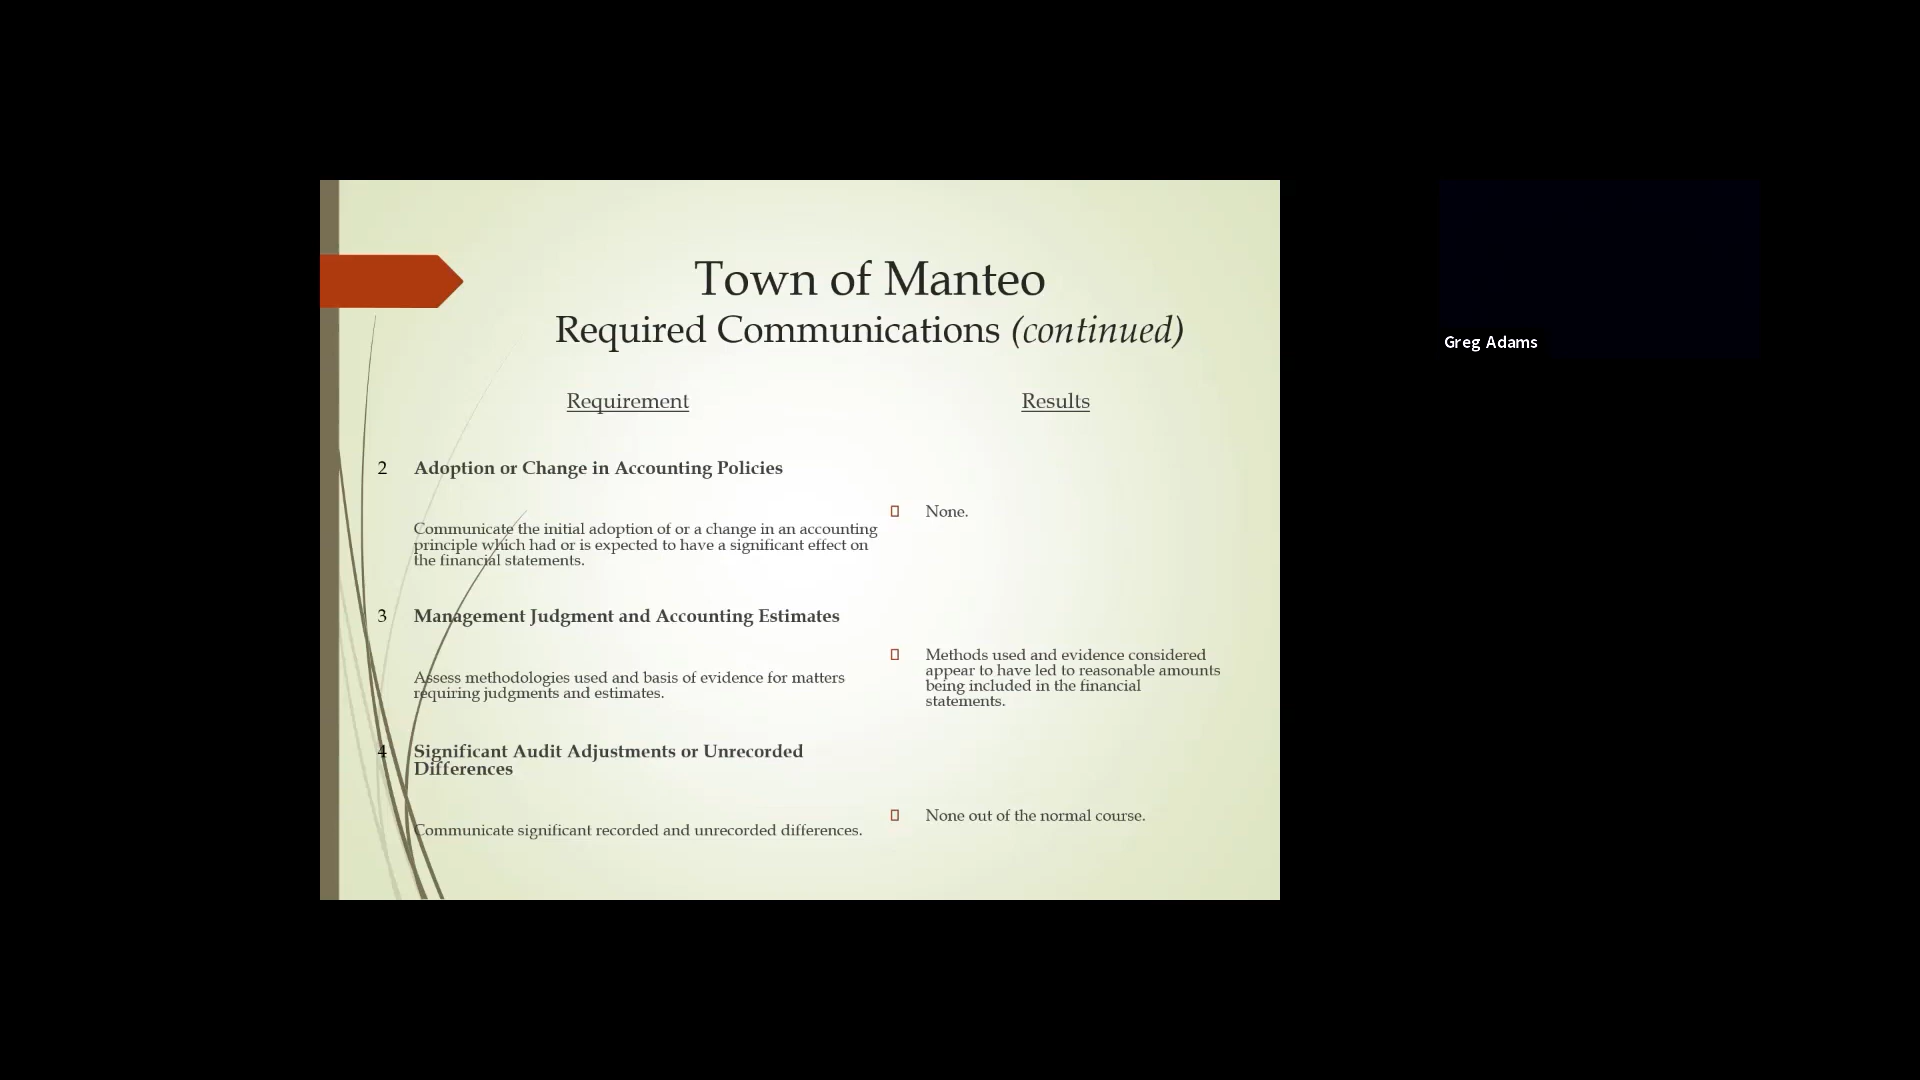 Town of Manteo
Required Communications (continued)
Requirement
Results
2 Adoption or Change in Accounting Policies
None.
Communicate the initial adoption of or a change in an accounting
principle which had or is expected to have a significant effect on
the financial statements.
3 Management Judgment and Accounting Estimates
Methods used and evidence considered
appear to have led to reasonable amounts
being included in the financial
statements.
Assess methodologies used and basis of evidence for matters
requiring judgments and estimates.
4 Significant Audit Adjustments or Unrecorded
Differences
None out of the normal course.
Communicate significant recorded and unrecorded differences.
Greg Adams